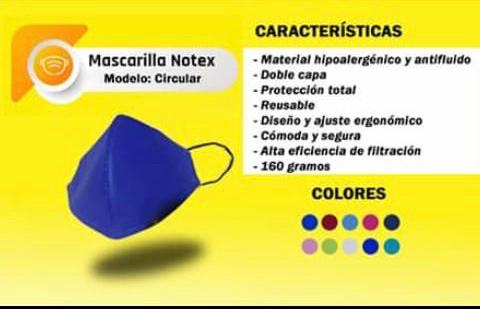 Mascarilla Notex
Modelo: Circular
CARACTERÍSTICAS
- Material hipoalergénico y antifluido
- Doble capa
- Protección total
- Reusable
- Diseño y ajuste ergonómico
- Cómoda y segura
- Alta eficiencia de filtración
- 160 gramos
COLORES